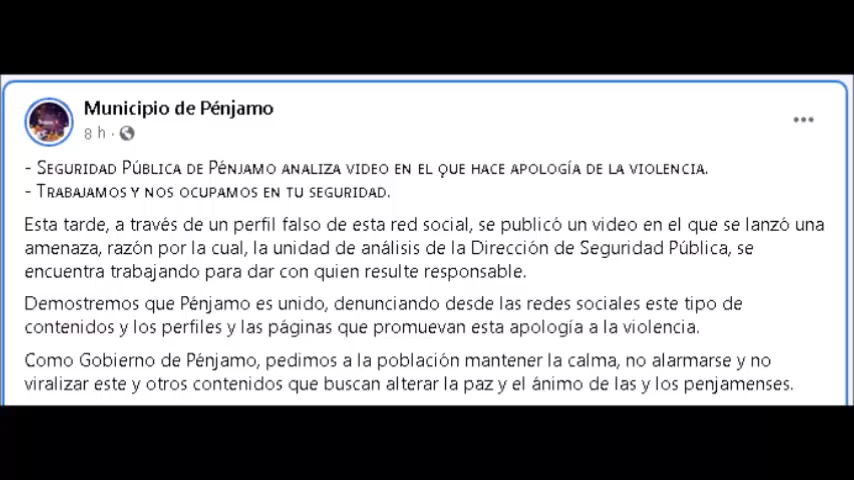 Municipio de Pénjamo
8 h ·
- Seguridad Pública de Pénjamo analiza video en el que hace apología de la violencia.
- Trabajamos y nos ocupamos en tu seguridad.
Esta tarde, a través de un perfil falso de esta red social, se publicó un video en el que se lanzó una
amenaza, razón por la cual, la unidad de análisis de la Dirección de Seguridad Pública, se
encuentra trabajando para dar con quien resulte responsable.
Demostremos que Pénjamo es unido, denunciando desde las redes sociales este tipo de
contenidos y los perfiles y las páginas que promuevan esta apología a la violencia.
Como Gobierno de Pénjamo, pedimos a la población mantener la calma, no alarmarse y no
viralizar este y otros contenidos que buscan alterar la paz y el ánimo de las y los penjamenses.